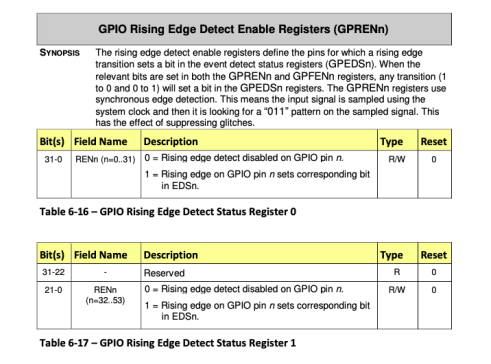 GPIO Rising Edge Detect Enable Registers (GPRENn)
SYNOPSIS The rising edge detect enable registers define the pins for which a rising edge
transition sets a bit in the event detect status registers (GPEDSn). When the
relevant bits are set in both the GPRENn and GPFENn registers, any transition (1
to 0 and 0 to 1) will set a bit in the GPEDSn registers. The GPRENn registers use
synchronous edge detection. This means the input signal is sampled using the
system clock and then it is looking for a “011” pattern on the sampled signal. This
has the effect of suppressing glitches.
Bit(s) Field Name Description Type Reset
31-0 RENn (n=0..31) 0 = Rising edge detect disabled on GPIO pin n. R/W 0
1 = Rising edge on GPIO pin n sets corresponding bit
in EDSn.
Table 6-16 – GPIO Rising Edge Detect Status Register 0
Bit(s) Field Name Description Type Reset
31-22 - Reserved R 0
21-0 RENn 0 = Rising edge detect disabled on GPIO pin n. R/W 0
(n=32..53) 1 = Rising edge on GPIO pin n sets corresponding bit
in EDSn.
Table 6-17 – GPIO Rising Edge Detect Status Register 1